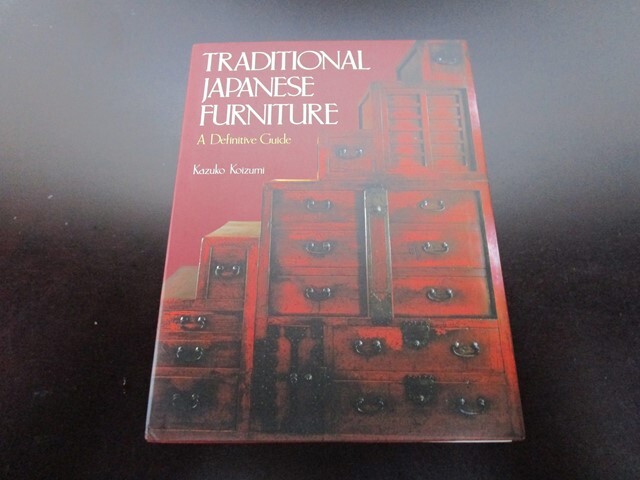 TRADITIONAL
JAPANESE
FURNITURE
A Definitive Guide
Kazuko Koizumi